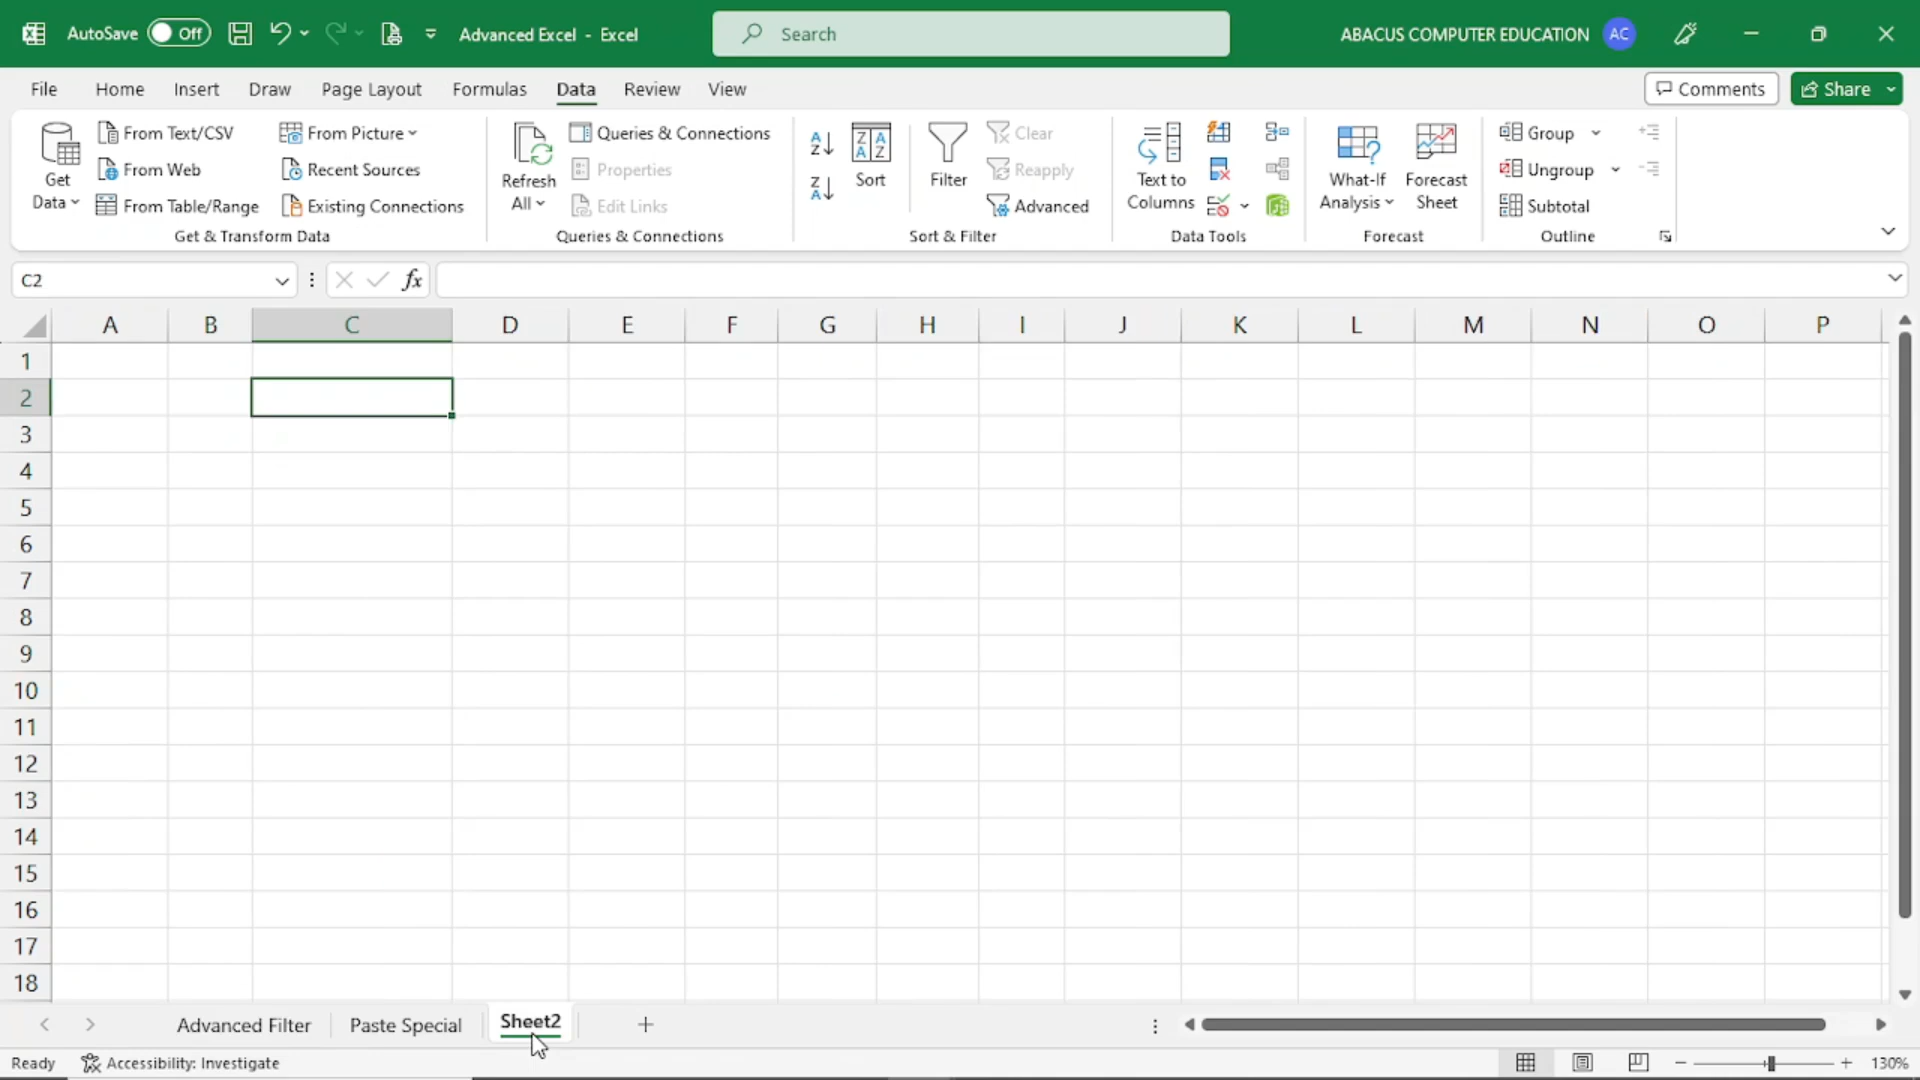 AutoSave Off Advanced Excel - Excel Search ABACUS COMPUTER EDUCATION AC
File Home Insert Draw Page Layout Formulas Data Review View Comments Share
Get Data
From Text/CSV
From Web
From Table/Range
From Picture
Recent Sources
Existing Connections
Get & Transform Data
Refresh All
Queries & Connections
Properties
Edit Links
Queries & Connections
Sort
Filter
Clear
Reapply
Advanced
Sort & Filter
Text to Columns
Data Tools
What-If Analysis
Forecast Sheet
Forecast
Group
Ungroup
Subtotal
Outline
C2 fx
A B C D E F G H I J K L M N O P
1
2
3
4
5
6
7
8
9
10
11
12
13
14
15
16
17
18
Advanced Filter Paste Special Sheet2
Ready Accessibility: Investigate 130%